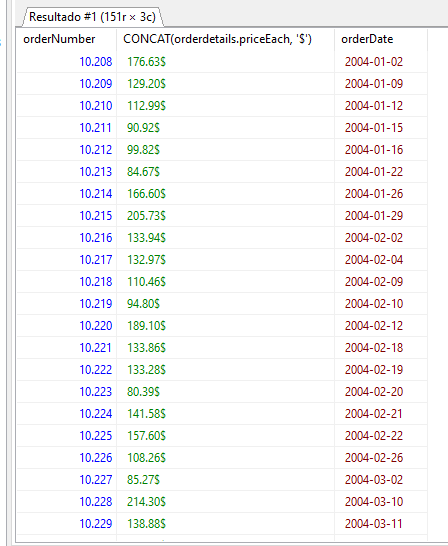 Resultado #1 (151r × 3c)
orderNumber CONCAT(orderdetails.priceEach, '$') orderDate
10.208 176.63$ 2004-01-02
10.209 129.20$ 2004-01-09
10.210 112.99$ 2004-01-12
10.211 90.92$ 2004-01-15
10.212 99.82$ 2004-01-16
10.213 84.67$ 2004-01-22
10.214 166.60$ 2004-01-26
10.215 205.73$ 2004-01-29
10.216 133.94$ 2004-02-02
10.217 132.97$ 2004-02-04
10.218 110.46$ 2004-02-09
10.219 94.80$ 2004-02-10
10.220 189.10$ 2004-02-12
10.221 133.86$ 2004-02-18
10.222 133.28$ 2004-02-19
10.223 80.39$ 2004-02-20
10.224 141.58$ 2004-02-21
10.225 157.60$ 2004-02-22
10.226 108.26$ 2004-02-26
10.227 85.27$ 2004-03-02
10.228 214.30$ 2004-03-10
10.229 138.88$ 2004-03-11